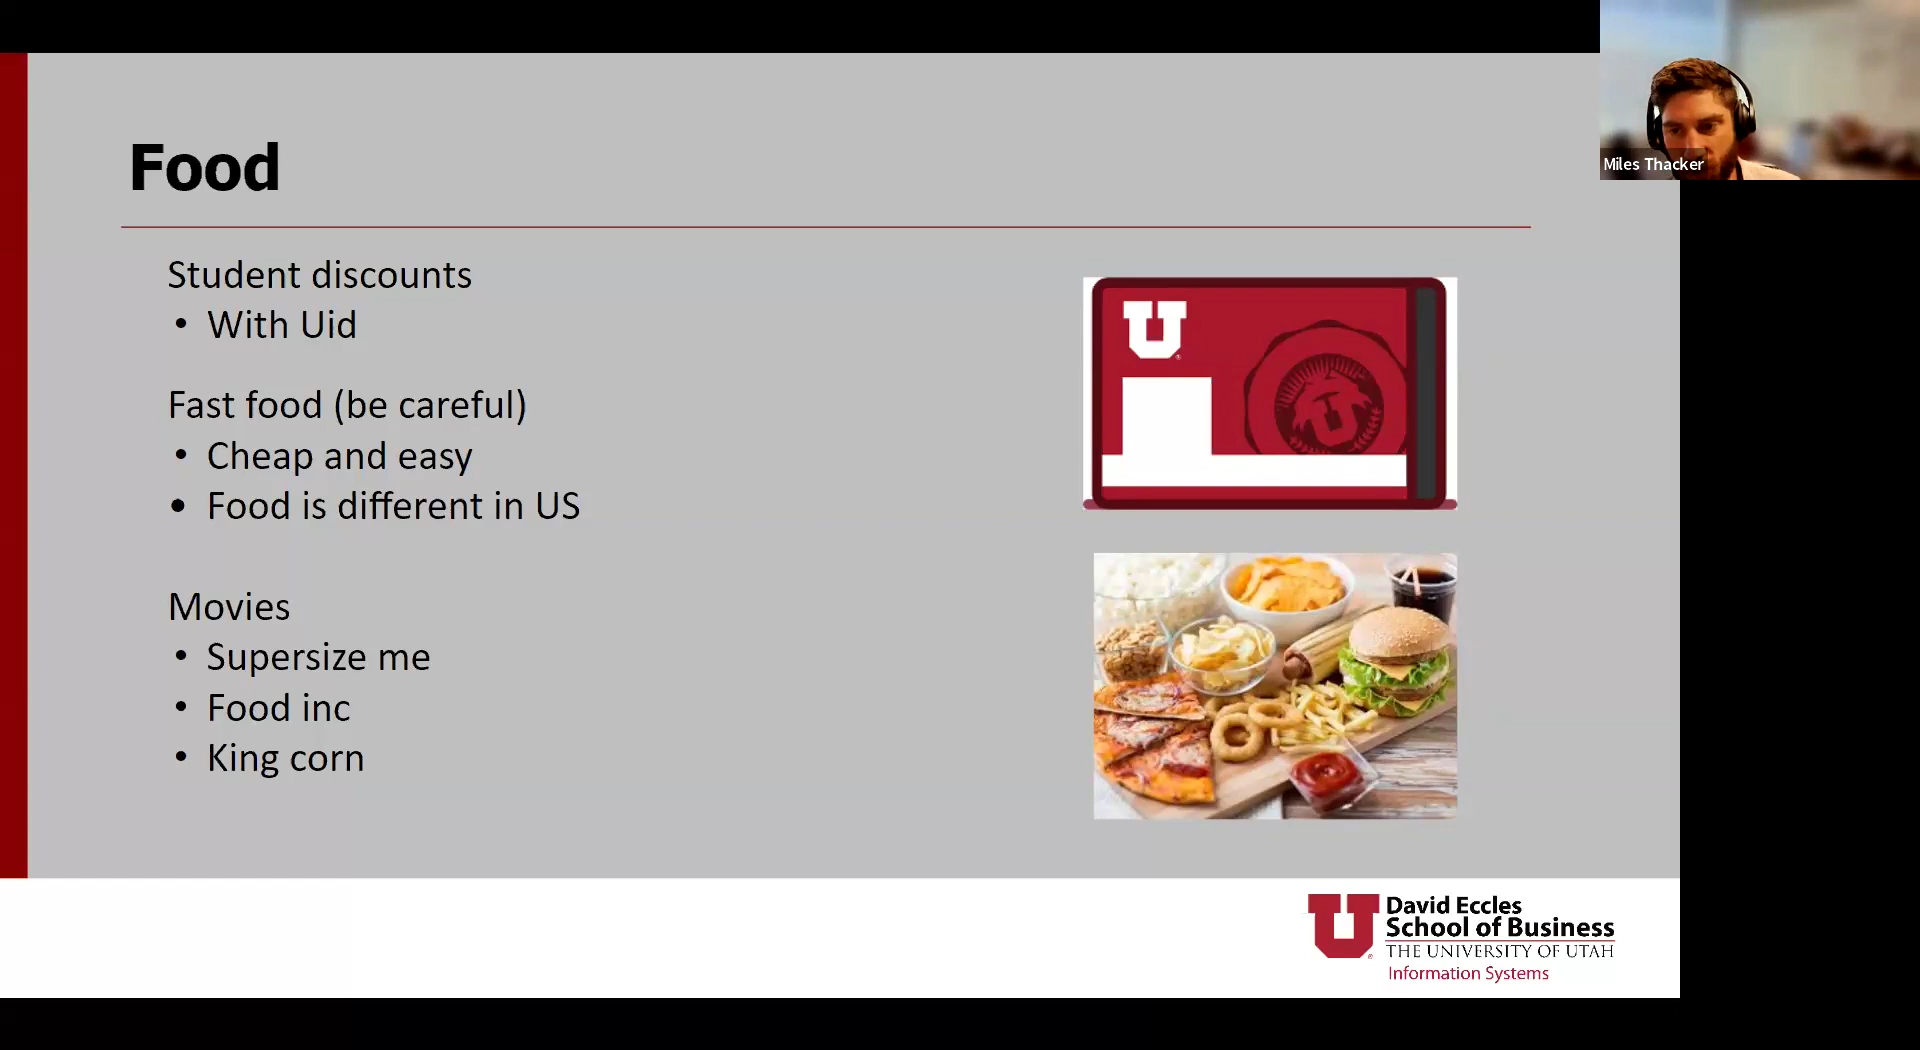 Food
Student discounts
• With Uid
Fast food (be careful)
• Cheap and easy
• Food is different in US
Movies
• Supersize me
• Food inc
• King corn
Miles Thacker
U
U
U
David Eccles
School of Business
THE UNIVERSITY OF UTAH
Information Systems